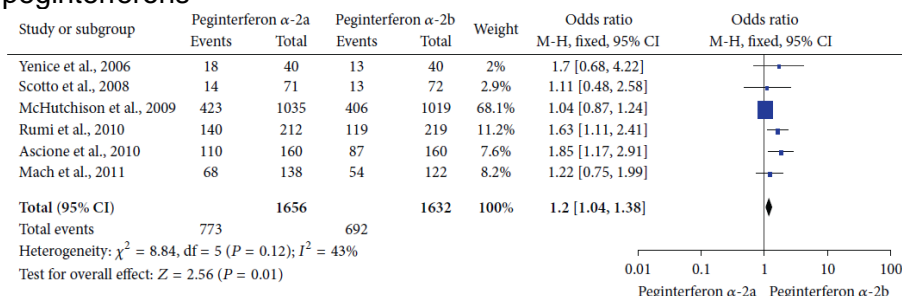 peginterferons
Study or subgroup Peginterferon α-2a Peginterferon α-2b Weight Odds ratio Odds ratio
Events Total Events Total M-H, fixed, 95% CI M-H, fixed, 95% CI
Yenice et al., 2006 18 40 13 40 2% 1.7 [0.68, 4.22]
Scotto et al., 2008 14 71 13 72 2.9% 1.11 [0.48, 2.58]
McHutchison et al., 2009 423 1035 406 1019 68.1% 1.04 [0.87, 1.24]
Rumi et al., 2010 140 212 119 219 11.2% 1.63 [1.11, 2.41]
Ascione et al., 2010 110 160 87 160 7.6% 1.85 [1.17, 2.91]
Mach et al., 2011 68 138 54 122 8.2% 1.22 [0.75, 1.99]
Total (95% CI) 1656 1632 100% 1.2 [1.04, 1.38]
Total events 773 692
Heterogeneity: χ² = 8.84, df = 5 (P = 0.12); I² = 43%
Test for overall effect: Z = 2.56 (P = 0.01)
0.01 0.1 1 10 100
Peginterferon α-2a Peginterferon α-2b